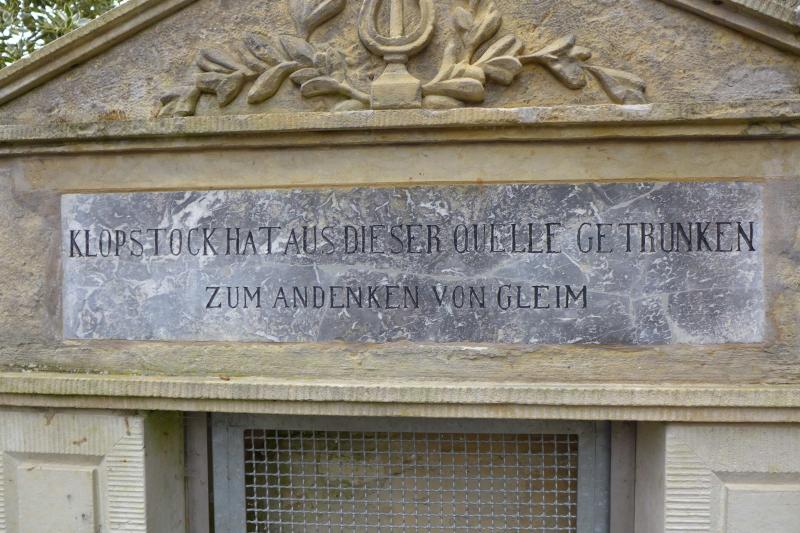 KLOPSTOCK HAT AUS DIESER QUELLE GETRUNKEN
ZUM ANDENKEN VON GLEIM